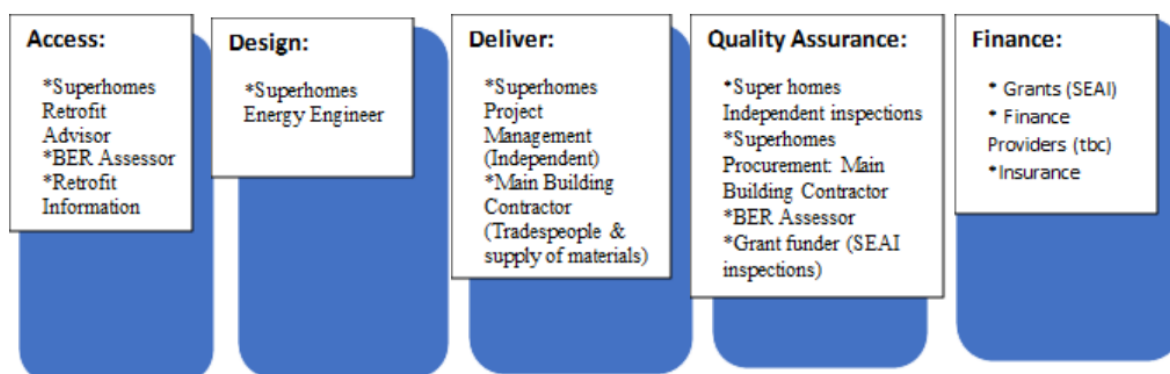 Access:
*Superhomes
Retrofit
Advisor
*BER Assessor
*Retrofit
Information
Design:
*Superhomes
Energy Engineer
Deliver:
*Superhomes
Project
Management
(Independent)
*Main Building
Contractor
(Tradespeople &
supply of materials)
Quality Assurance:
*Super homes
Independent inspections
*Superhomes
Procurement: Main
Building Contractor
*BER Assessor
*Grant funder (SEAI
inspections)
Finance:
* Grants (SEAI)
* Finance
Providers (tbc)
*Insurance